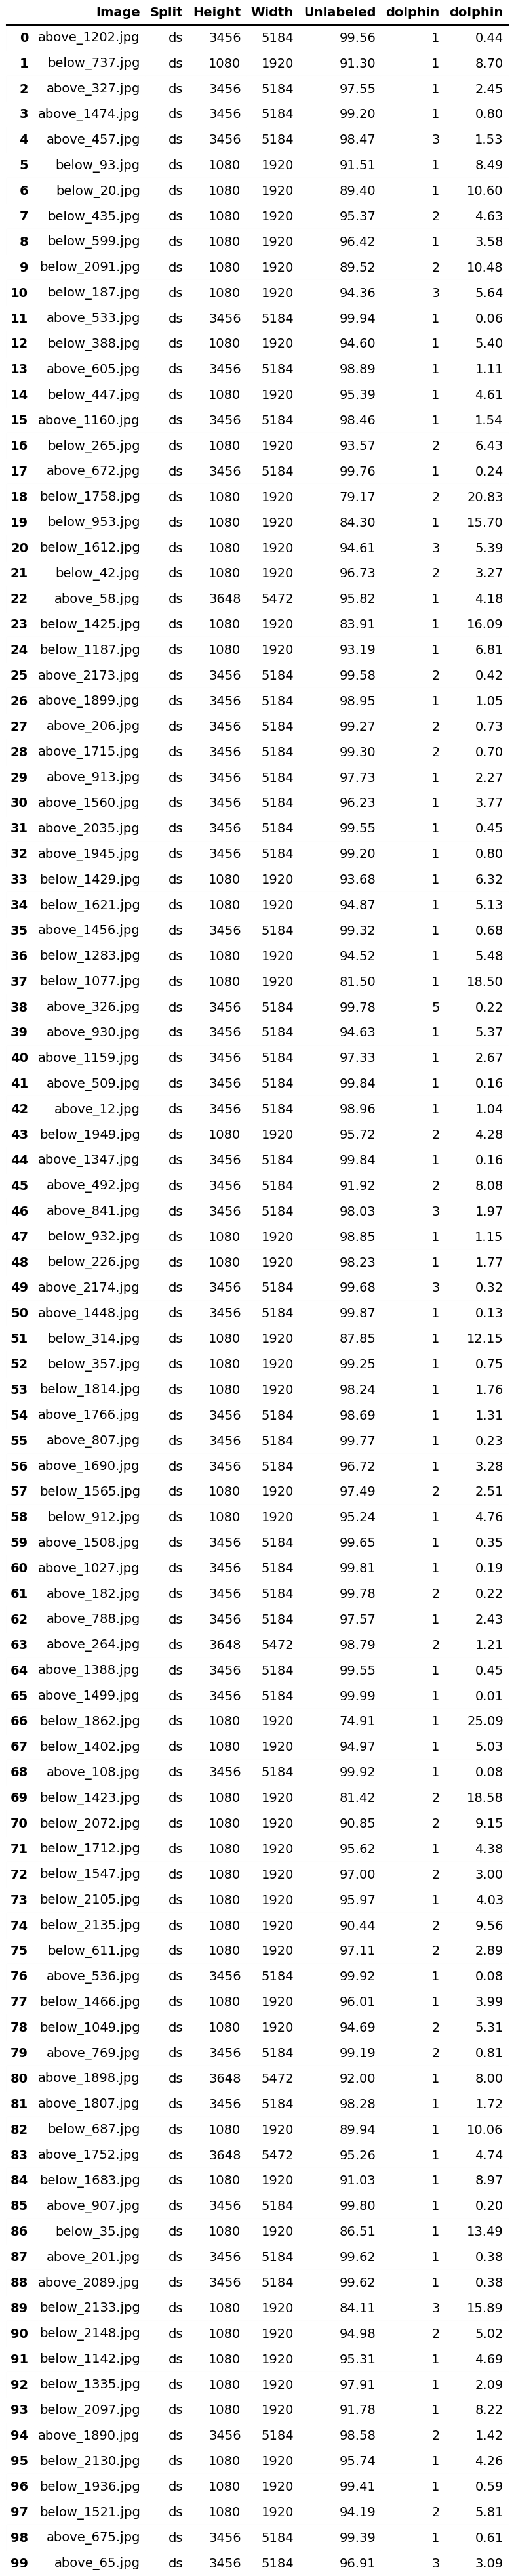 Image Split Height Width Unlabeled dolphin dolphin
0 above_1202.jpg ds 3456 5184 99.56 1 0.44
1 below_737.jpg ds 1080 1920 91.30 1 8.70
2 above_327.jpg ds 3456 5184 97.55 1 2.45
3 above_1474.jpg ds 3456 5184 99.20 1 0.80
4 above_457.jpg ds 3456 5184 98.47 3 1.53
5 below_93.jpg ds 1080 1920 91.51 1 8.49
6 below_20.jpg ds 1080 1920 89.40 1 10.60
7 below_435.jpg ds 1080 1920 95.37 2 4.63
8 below_599.jpg ds 1080 1920 96.42 1 3.58
9 below_2091.jpg ds 1080 1920 89.52 2 10.48
10 below_187.jpg ds 1080 1920 94.36 3 5.64
11 above_533.jpg ds 3456 5184 99.94 1 0.06
12 below_388.jpg ds 1080 1920 94.60 1 5.40
13 above_605.jpg ds 3456 5184 98.89 1 1.11
14 below_447.jpg ds 1080 1920 95.39 1 4.61
15 above_1160.jpg ds 3456 5184 98.46 1 1.54
16 below_265.jpg ds 1080 1920 93.57 2 6.43
17 above_672.jpg ds 3456 5184 99.76 1 0.24
18 below_1758.jpg ds 1080 1920 79.17 2 20.83
19 below_953.jpg ds 1080 1920 84.30 1 15.70
20 below_1612.jpg ds 1080 1920 94.61 3 5.39
21 below_42.jpg ds 1080 1920 96.73 2 3.27
22 above_58.jpg ds 3648 5472 95.82 1 4.18
23 below_1425.jpg ds 1080 1920 83.91 1 16.09
24 below_1187.jpg ds 1080 1920 93.19 1 6.81
25 above_2173.jpg ds 3456 5184 99.58 2 0.42
26 above_1899.jpg ds 3456 5184 98.95 1 1.05
27 above_206.jpg ds 3456 5184 99.27 2 0.73
28 above_1715.jpg ds 3456 5184 99.30 2 0.70
29 above_913.jpg ds 3456 5184 97.73 1 2.27
30 above_1560.jpg ds 3456 5184 96.23 1 3.77
31 above_2035.jpg ds 3456 5184 99.55 1 0.45
32 above_1945.jpg ds 3456 5184 99.20 1 0.80
33 below_1429.jpg ds 1080 1920 93.68 1 6.32
34 below_1621.jpg ds 1080 1920 94.87 1 5.13
35 above_1456.jpg ds 3456 5184 99.32 1 0.68
36 below_1283.jpg ds 1080 1920 94.52 1 5.48
37 below_1077.jpg ds 1080 1920 81.50 1 18.50
38 above_326.jpg ds 3456 5184 99.78 5 0.22
39 above_930.jpg ds 3456 5184 94.63 1 5.37
40 above_1159.jpg ds 3456 5184 97.33 1 2.67
41 above_509.jpg ds 3456 5184 99.84 1 0.16
42 above_12.jpg ds 3456 5184 98.96 1 1.04
43 below_1949.jpg ds 1080 1920 95.72 2 4.28
44 above_1347.jpg ds 3456 5184 99.84 1 0.16
45 above_492.jpg ds 3456 5184 91.92 2 8.08
46 above_841.jpg ds 3456 5184 98.03 3 1.97
47 below_932.jpg ds 1080 1920 98.85 1 1.15
48 below_226.jpg ds 1080 1920 98.23 1 1.77
49 above_2174.jpg ds 3456 5184 99.68 3 0.32
50 above_1448.jpg ds 3456 5184 99.87 1 0.13
51 below_314.jpg ds 1080 1920 87.85 1 12.15
52 below_357.jpg ds 1080 1920 99.25 1 0.75
53 below_1814.jpg ds 1080 1920 98.24 1 1.76
54 above_1766.jpg ds 3456 5184 98.69 1 1.31
55 above_807.jpg ds 3456 5184 99.77 1 0.23
56 above_1690.jpg ds 3456 5184 96.72 1 3.28
57 below_1565.jpg ds 1080 1920 97.49 2 2.51
58 below_912.jpg ds 1080 1920 95.24 1 4.76
59 above_1508.jpg ds 3456 5184 99.65 1 0.35
60 above_1027.jpg ds 3456 5184 99.81 1 0.19
61 above_182.jpg ds 3456 5184 99.78 2 0.22
62 above_788.jpg ds 3456 5184 97.57 1 2.43
63 above_264.jpg ds 3648 5472 98.79 2 1.21
64 above_1388.jpg ds 3456 5184 99.55 1 0.45
65 above_1499.jpg ds 3456 5184 99.99 1 0.01
66 below_1862.jpg ds 1080 1920 74.91 1 25.09
67 below_1402.jpg ds 1080 1920 94.97 1 5.03
68 above_108.jpg ds 3456 5184 99.92 1 0.08
69 below_1423.jpg ds 1080 1920 81.42 2 18.58
70 below_2072.jpg ds 1080 1920 90.85 2 9.15
71 below_1712.jpg ds 1080 1920 95.62 1 4.38
72 below_1547.jpg ds 1080 1920 97.00 2 3.00
73 below_2105.jpg ds 1080 1920 95.97 1 4.03
74 below_2135.jpg ds 1080 1920 90.44 2 9.56
75 below_611.jpg ds 1080 1920 97.11 2 2.89
76 above_536.jpg ds 3456 5184 99.92 1 0.08
77 below_1466.jpg ds 1080 1920 96.01 1 3.99
78 below_1049.jpg ds 1080 1920 94.69 2 5.31
79 above_769.jpg ds 3456 5184 99.19 2 0.81
80 above_1898.jpg ds 3648 5472 92.00 1 8.00
81 above_1807.jpg ds 3456 5184 98.28 1 1.72
82 below_687.jpg ds 1080 1920 89.94 1 10.06
83 above_1752.jpg ds 3648 5472 95.26 1 4.74
84 below_1683.jpg ds 1080 1920 91.03 1 8.97
85 above_907.jpg ds 3456 5184 99.80 1 0.20
86 below_35.jpg ds 1080 1920 86.51 1 13.49
87 above_201.jpg ds 3456 5184 99.62 1 0.38
88 above_2089.jpg ds 3456 5184 99.62 1 0.38
89 below_2133.jpg ds 1080 1920 84.11 3 15.89
90 below_2148.jpg ds 1080 1920 94.98 2 5.02
91 below_1142.jpg ds 1080 1920 95.31 1 4.69
92 below_1335.jpg ds 1080 1920 97.91 1 2.09
93 below_2097.jpg ds 1080 1920 91.78 1 8.22
94 above_1890.jpg ds 3456 5184 98.58 2 1.42
95 below_2130.jpg ds 1080 1920 95.74 1 4.26
96 below_1936.jpg ds 1080 1920 99.41 1 0.59
97 below_1521.jpg ds 1080 1920 94.19 2 5.81
98 above_675.jpg ds 3456 5184 99.39 1 0.61
99 above_65.jpg ds 3456 5184 96.91 3 3.09